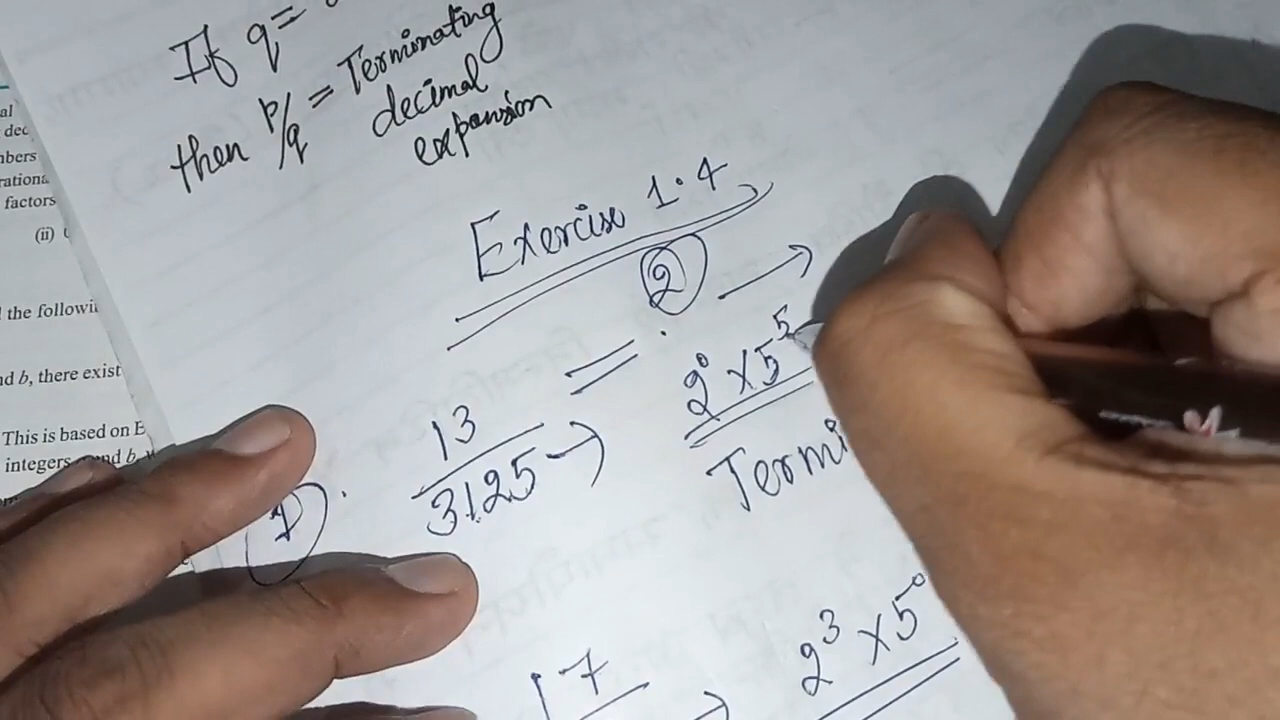 If q =
then p/q = Terminating
decimal
expansion
Exercise 1.4
2 →
=
1. 13/3125 → 2⁰ × 5⁵
Termi
17 → 2³ × 5⁰
al
dec
nbers
rationa
factors
(ii)
the followi
nd b, there exist
This is based on E
integers and b,